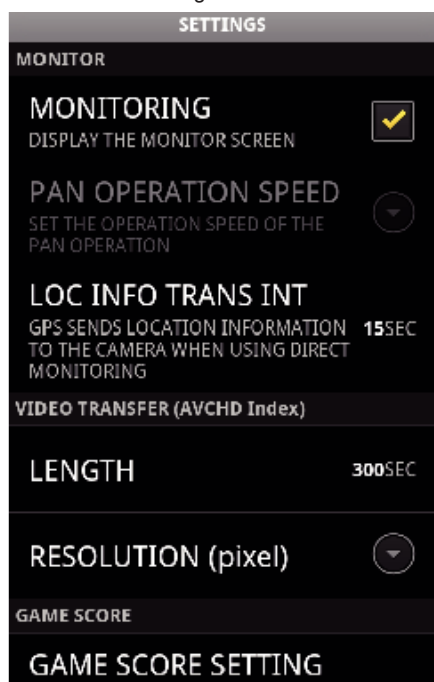 SETTINGS
MONITOR
MONITORING
DISPLAY THE MONITOR SCREEN
PAN OPERATION SPEED
SET THE OPERATION SPEED OF THE
PAN OPERATION
LOC INFO TRANS INT
GPS SENDS LOCATION INFORMATION 15SEC
TO THE CAMERA WHEN USING DIRECT
MONITORING
VIDEO TRANSFER (AVCHD Index)
LENGTH 300SEC
RESOLUTION (pixel)
GAME SCORE
GAME SCORE SETTING